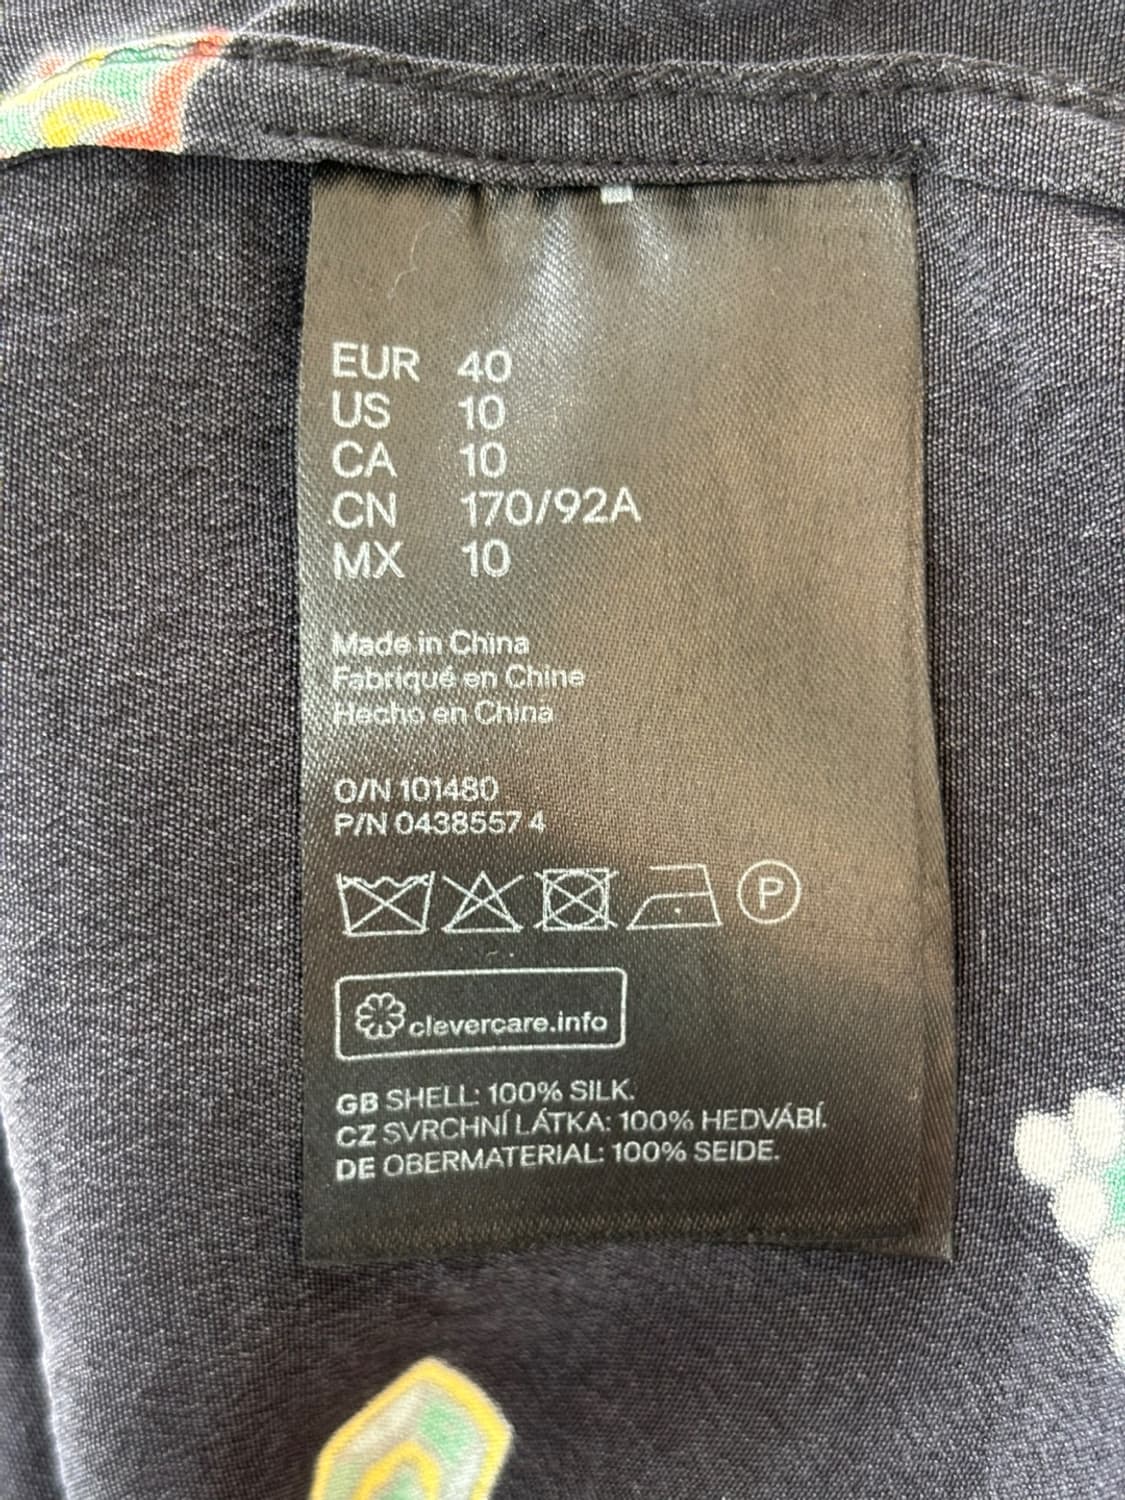 EUR 40
US 10
CA 10
CN 170/92A
MX 10
Made in China
Fabriqué en Chine
Hecho en China
O/N 101480
P/N 0438557 4
P
clevercare.info
GB SHELL: 100% SILK.
CZ SVRCHNÍ LÁTKA: 100% HEDVÁBÍ.
DE OBERMATERIAL: 100% SEIDE.